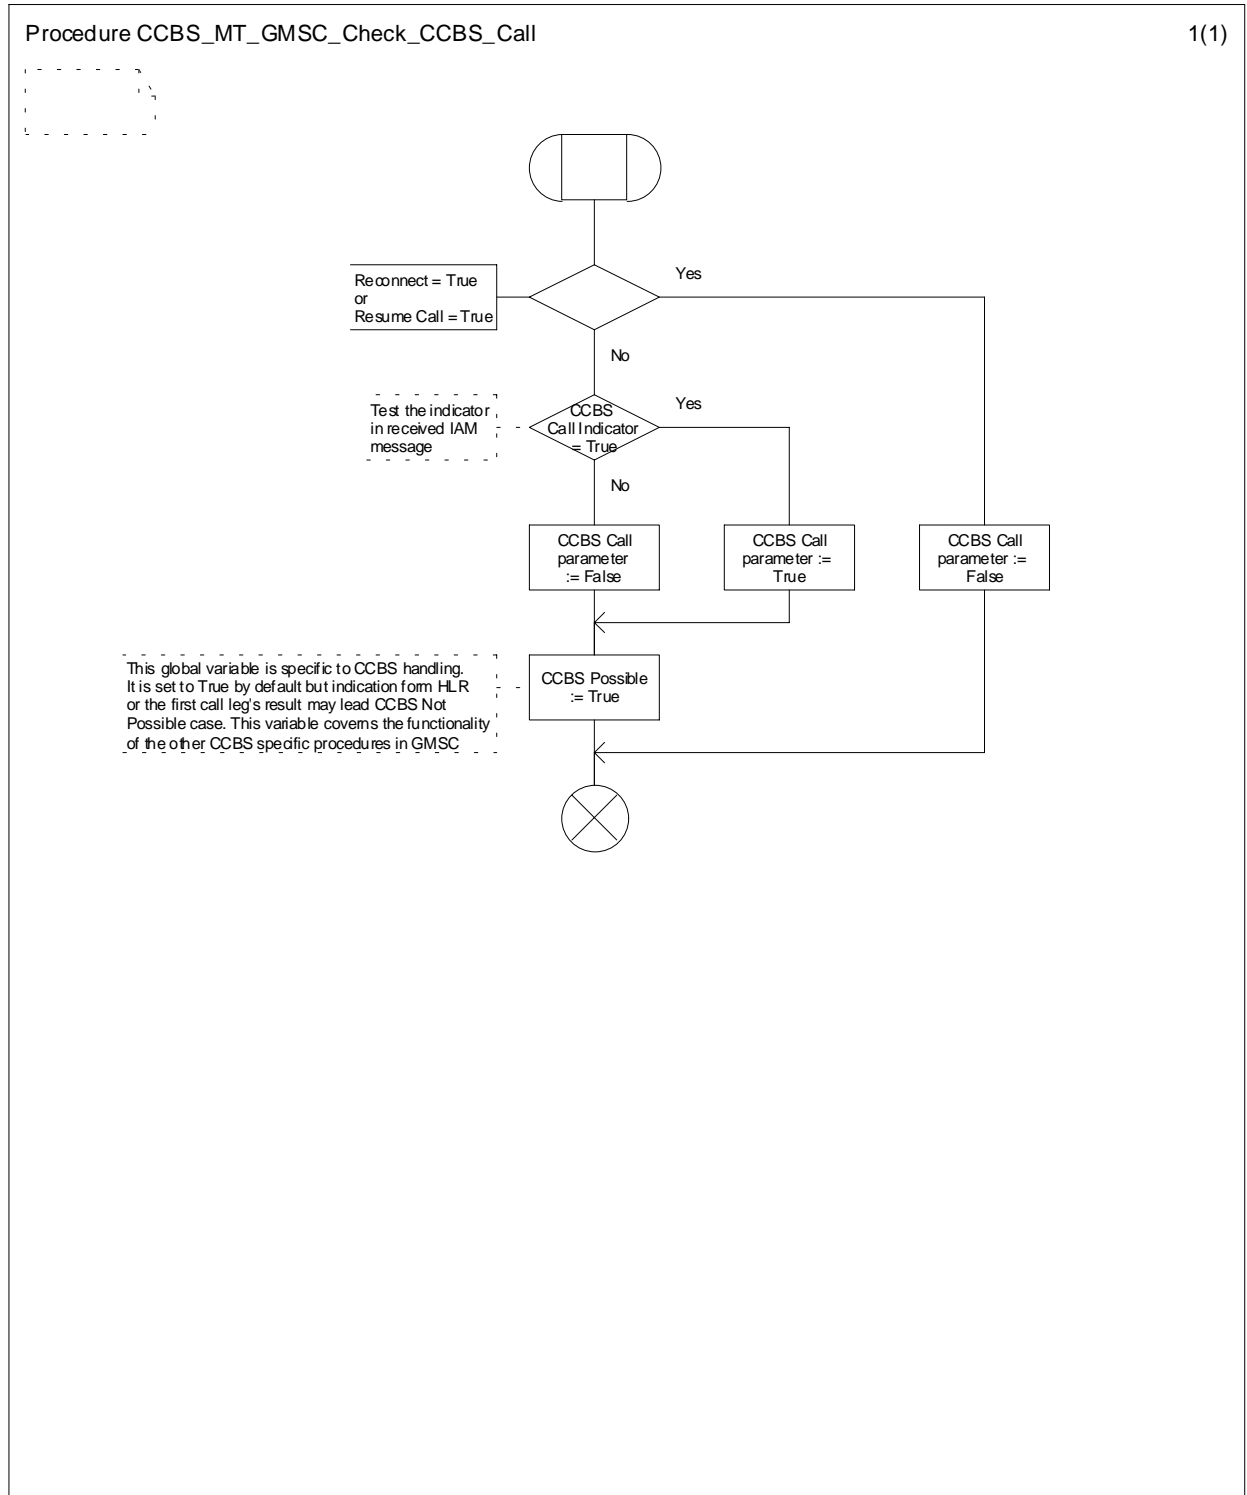 Procedure CCBS_MT_GMSC_Check_CCBS_Call
1(1)
Reconnect = True
or
Resume Call = True
Yes
No
Test the indicator
in received IAM
message
CCBS
Call Indicator
= True
Yes
No
CCBS Call
parameter
:= False
CCBS Call
parameter :=
True
CCBS Call
parameter :=
False
This global variable is specific to CCBS handling.
It is set to True by default but indication form HLR
or the first call leg's result may lead CCBS Not
Possible case. This variable coverns the functionality
of the other CCBS specific procedures in GMSC
CCBS Possible
:= True